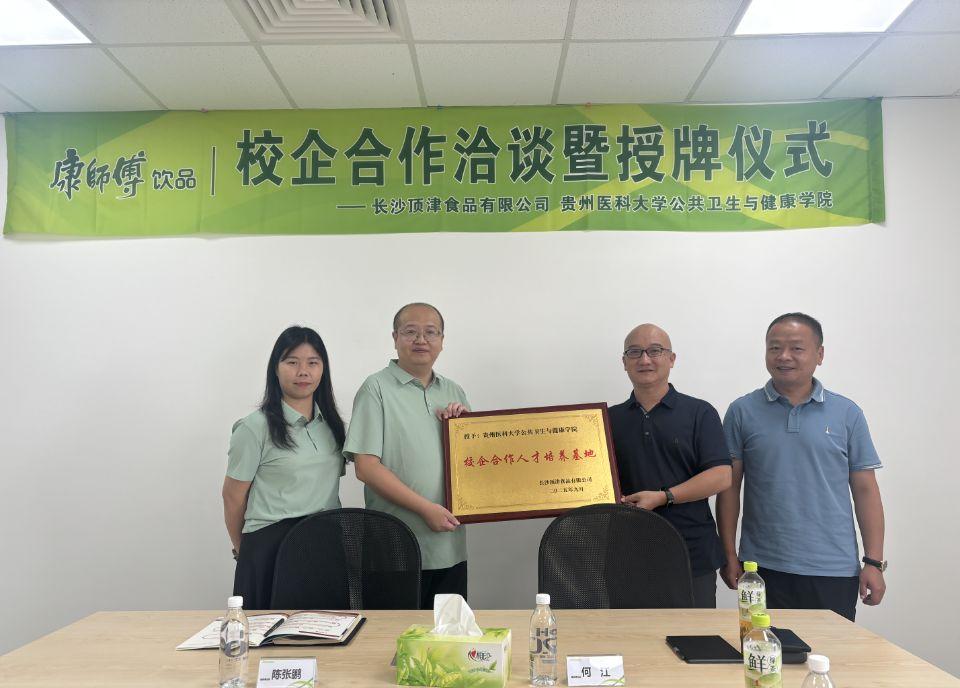 康師傅饮品 校企合作洽谈暨授牌仪式
——长沙顶津食品有限公司 贵州医科大学公共卫生与健康学院
授予：贵州医科大学公共卫生与健康学院
校企合作人才培养基地
长沙顶津食品有限公司
二〇二五年九月
陈张鹏
何江
鲜
鲜